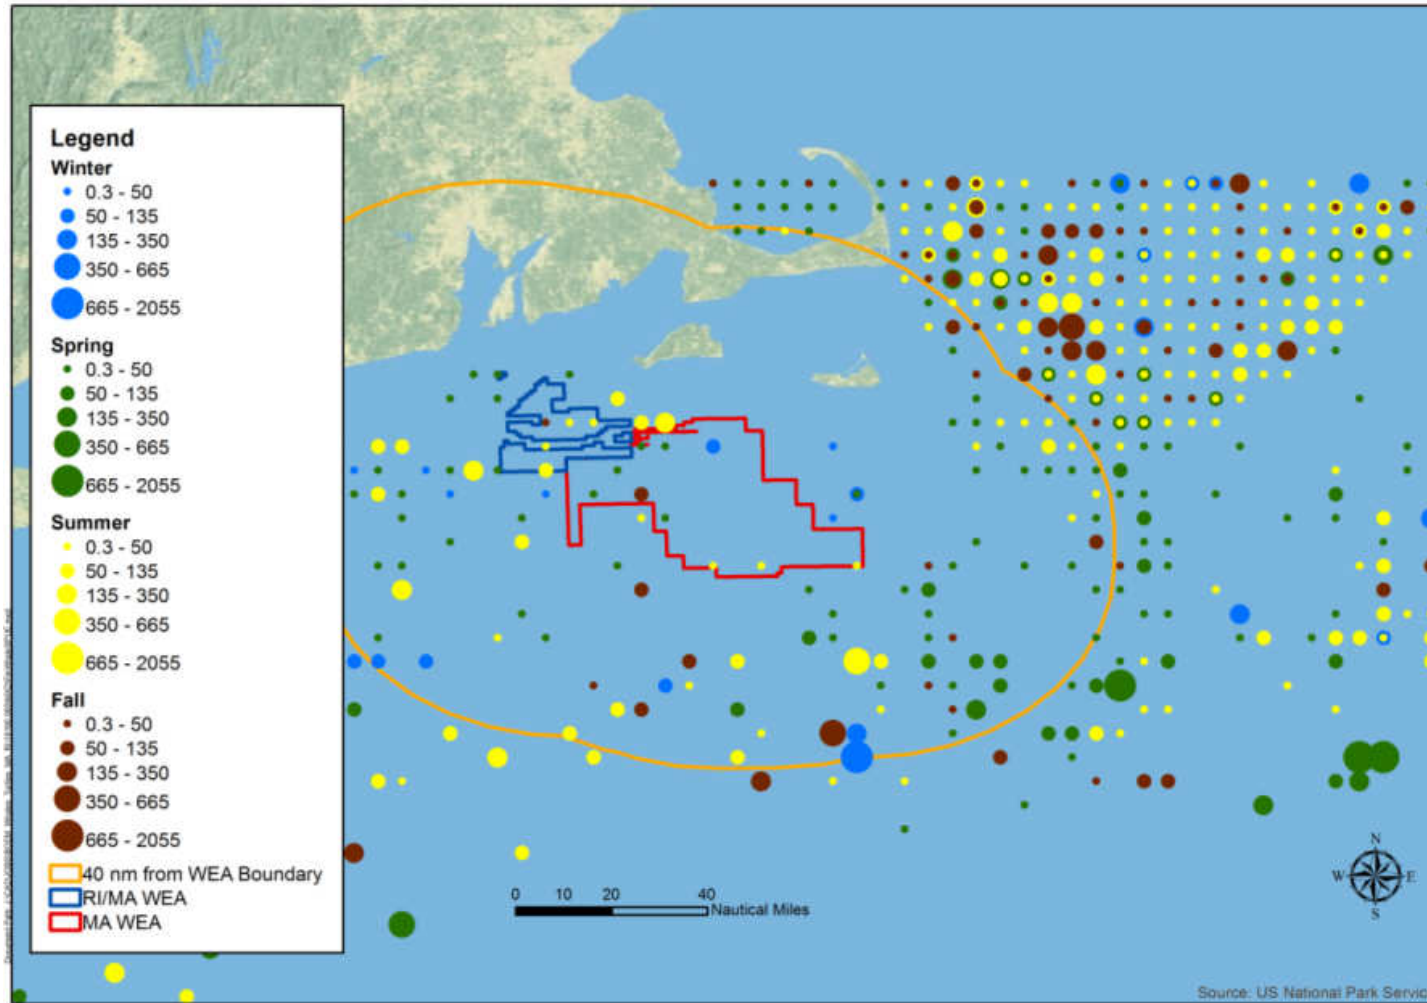 Legend
Winter
0.3 - 50
50 - 135
135 - 350
350 - 665
665 - 2055
Spring
0.3 - 50
50 - 135
135 - 350
350 - 665
665 - 2055
Summer
0.3 - 50
50 - 135
135 - 350
350 - 665
665 - 2055
Fall
0.3 - 50
50 - 135
135 - 350
350 - 665
665 - 2055
40 nm from WEA Boundary
RI/MA WEA
MA WEA
0 10 20 40
Nautical Miles
N
W E
S
Source: US National Park Servic